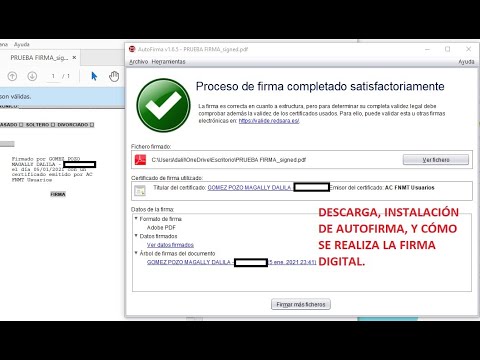 ayuda
PRUEBA FIRMA_sig...
1
son válidas.
ASADO SOLTERO DIVORCIADO
Firmado por GOMEZ POZO
MAGALLY DALILA -
el día 05/01/2021 con un
certificado emitido por AC
FNMT Usuarios
FIRMA
AutoFirma v1.6.5 - PRUEBA FIRMA_signed.pdf
Archivo Herramientas Ayuda
Proceso de firma completado satisfactoriamente
La firma es correcta en cuanto a estructura, pero para determinar su completa validez legal debe
comprobar además la validez de los certificados usados. Para ello, puede validar esta u otras firmas
electrónicas en: https://valide.redsara.es/
Fichero firmado:
C:\Users\dalil\OneDrive\Escritorio\PRUEBA FIRMA_signed.pdf
Ver fichero
Certificado de firma utilizado:
Titular del certificado: GOMEZ POZO MAGALLY DALILA - Emisor del certificado: AC FNMT Usuarios
Datos de la firma:
Formato de firma
Adobe PDF
Datos firmados
Ver datos firmados
Árbol de firmas del documento
GOMEZ POZO MAGALLY DALILA - 5 ene. 2021 23:41)
DESCARGA, INSTALACIÓN
DE AUTOFIRMA, Y CÓMO
SE REALIZA LA FIRMA
DIGITAL.
Firmar más ficheros